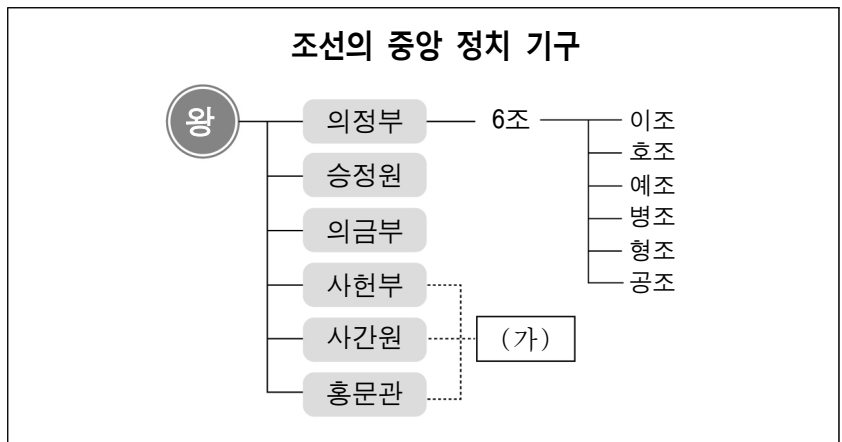 조선의 중앙 정치 기구
왕
의정부
6조
이조
호조
예조
병조
형조
공조
승정원
의금부
사헌부
사간원
홍문관
(가)